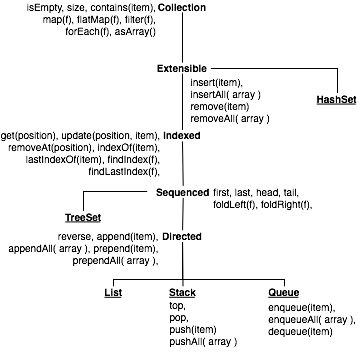 isEmpty, size, contains(item), Collection
map(f), flatMap(f), filter(f),
forEach(f), asArray()
Extensible
insert(item),
insertAll( array )
remove(item)
removeAll( array )
HashSet
get(position), update(position, item), Indexed
removeAt(position), indexOf(item),
lastIndexOf(item), findIndex(f),
findLastIndex(f),
Sequenced first, last, head, tail,
foldLeft(f), foldRight(f),
TreeSet
reverse, append(item), Directed
appendAll( array ), prepend(item),
prependAll( array ),
List
Stack
top,
pop,
push(item)
pushAll( array )
Queue
enqueue(item),
enqueueAll( array ),
dequeue(item)